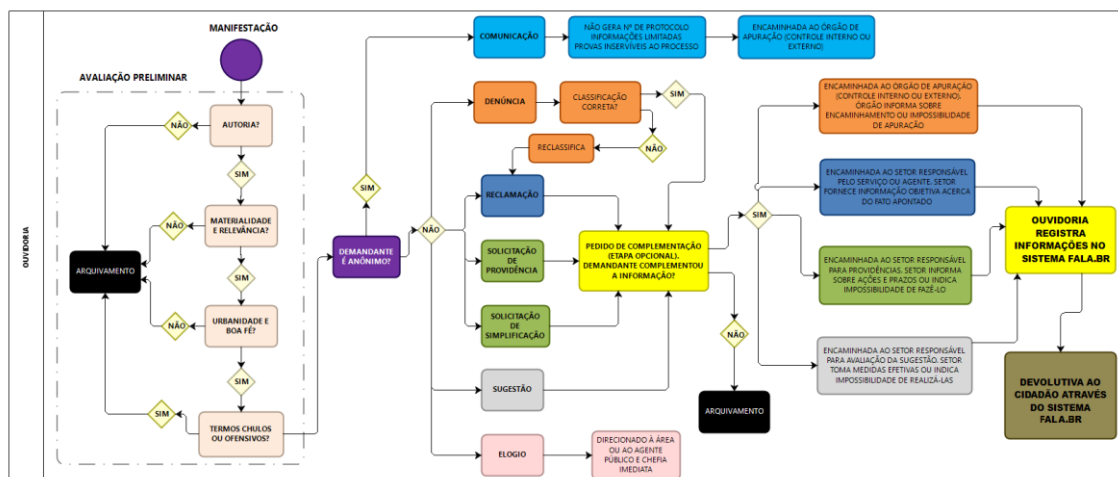 OUVIDORIA
MANIFESTAÇÃO
AVALIAÇÃO PRELIMINAR
AUTORIA?
NÃO
SIM
MATERIALIDADE
E RELEVÂNCIA?
NÃO
SIM
ARQUIVAMENTO
URBANIDADE E
BOA FÉ?
NÃO
SIM
TERMOS CHULOS
OU OFENSIVOS?
SIM
DEMANDANTE
É ANÔNIMO?
SIM
NÃO
COMUNICAÇÃO
NÃO GERA Nº DE PROTOCOLO
INFORMAÇÕES LIMITADAS
PROVAS INSERVÍVEIS AO PROCESSO
ENCAMINHADA AO ÓRGÃO DE
APURAÇÃO (CONTROLE INTERNO OU
EXTERNO)
DENÚNCIA
CLASSIFICAÇÃO
CORRETA?
SIM
NÃO
RECLASSIFICA
RECLAMAÇÃO
SOLICITAÇÃO
DE
PROVIDÊNCIA
SOLICITAÇÃO
DE
SIMPLIFICAÇÃO
SUGESTÃO
ELOGIO
DIRECIONADO À ÁREA
OU AO AGENTE
PÚBLICO E CHEFIA
IMEDIATA
PEDIDO DE COMPLEMENTAÇÃO
(ETAPA OPCIONAL).
DEMANDANTE COMPLEMENTOU
A INFORMAÇÃO?
SIM
NÃO
ARQUIVAMENTO
ENCAMINHADA AO ÓRGÃO DE APURAÇÃO
(CONTROLE INTERNO OU EXTERNO).
ÓRGÃO INFORMA SOBRE
ENCAMINHAMENTO OU IMPOSSIBILIDADE
DE APURAÇÃO
ENCAMINHADA AO SETOR RESPONSÁVEL
PELO SERVIÇO OU AGENTE. SETOR
FORNECE INFORMAÇÃO OBJETIVA ACERCA
DO FATO APONTADO
ENCAMINHADA AO SETOR RESPONSÁVEL
PARA PROVIDÊNCIAS. SETOR INFORMA
SOBRE AÇÕES E PRAZOS OU INDICA
IMPOSSIBILIDADE DE FAZÊ-LO
ENCAMINHADA AO SETOR RESPONSÁVEL
PARA AVALIAÇÃO DA SUGESTÃO. SETOR
TOMA MEDIDAS EFETIVAS OU INDICA
IMPOSSIBILIDADE DE REALIZÁ-LAS
OUVIDORIA
REGISTRA
INFORMAÇÕES NO
SISTEMA FALA.BR
DEVOLUTIVA AO
CIDADÃO ATRAVÉS
DO SISTEMA
FALA.BR